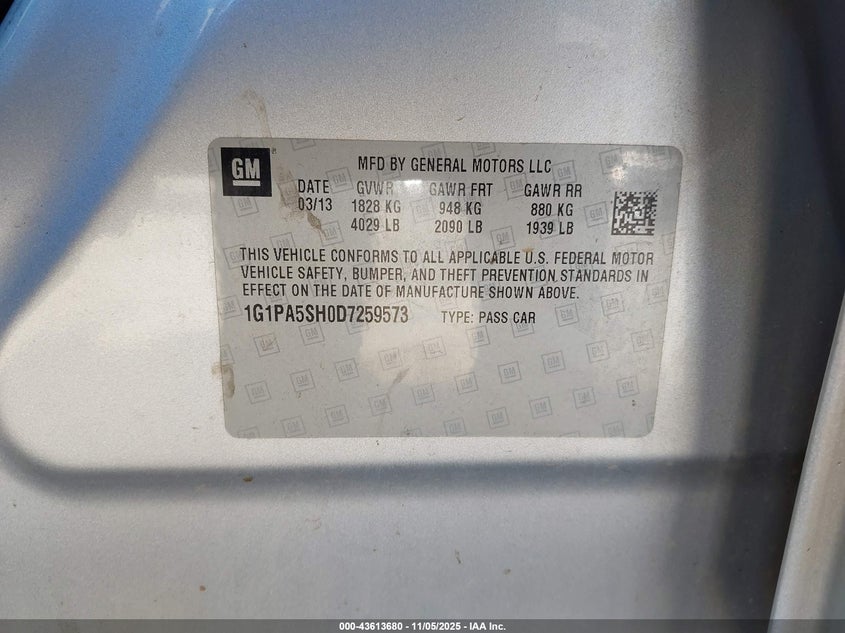 GM
MFD BY GENERAL MOTORS LLC
DATE GVWR GAWR FRT GAWR RR
03/13 1828 KG 948 KG 880 KG
4029 LB 2090 LB 1939 LB
THIS VEHICLE CONFORMS TO ALL APPLICABLE U.S. FEDERAL MOTOR
VEHICLE SAFETY, BUMPER, AND THEFT PREVENTION STANDARDS IN
EFFECT ON THE DATE OF MANUFACTURE SHOWN ABOVE.
1G1PA5SH0D7259573 TYPE: PASS CAR
000-43613680 - 11/05/2025 - IAA Inc.